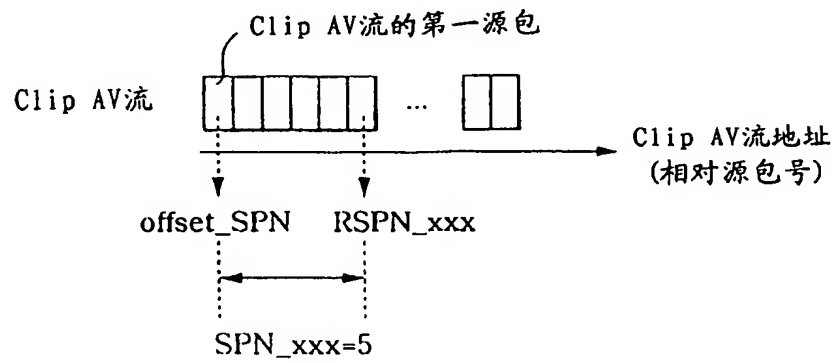 Clip AV流的第一源包
Clip AV流
...
Clip AV流地址
(相对源包号)
offset_SPN
RSPN_xxx
SPN_xxx=5